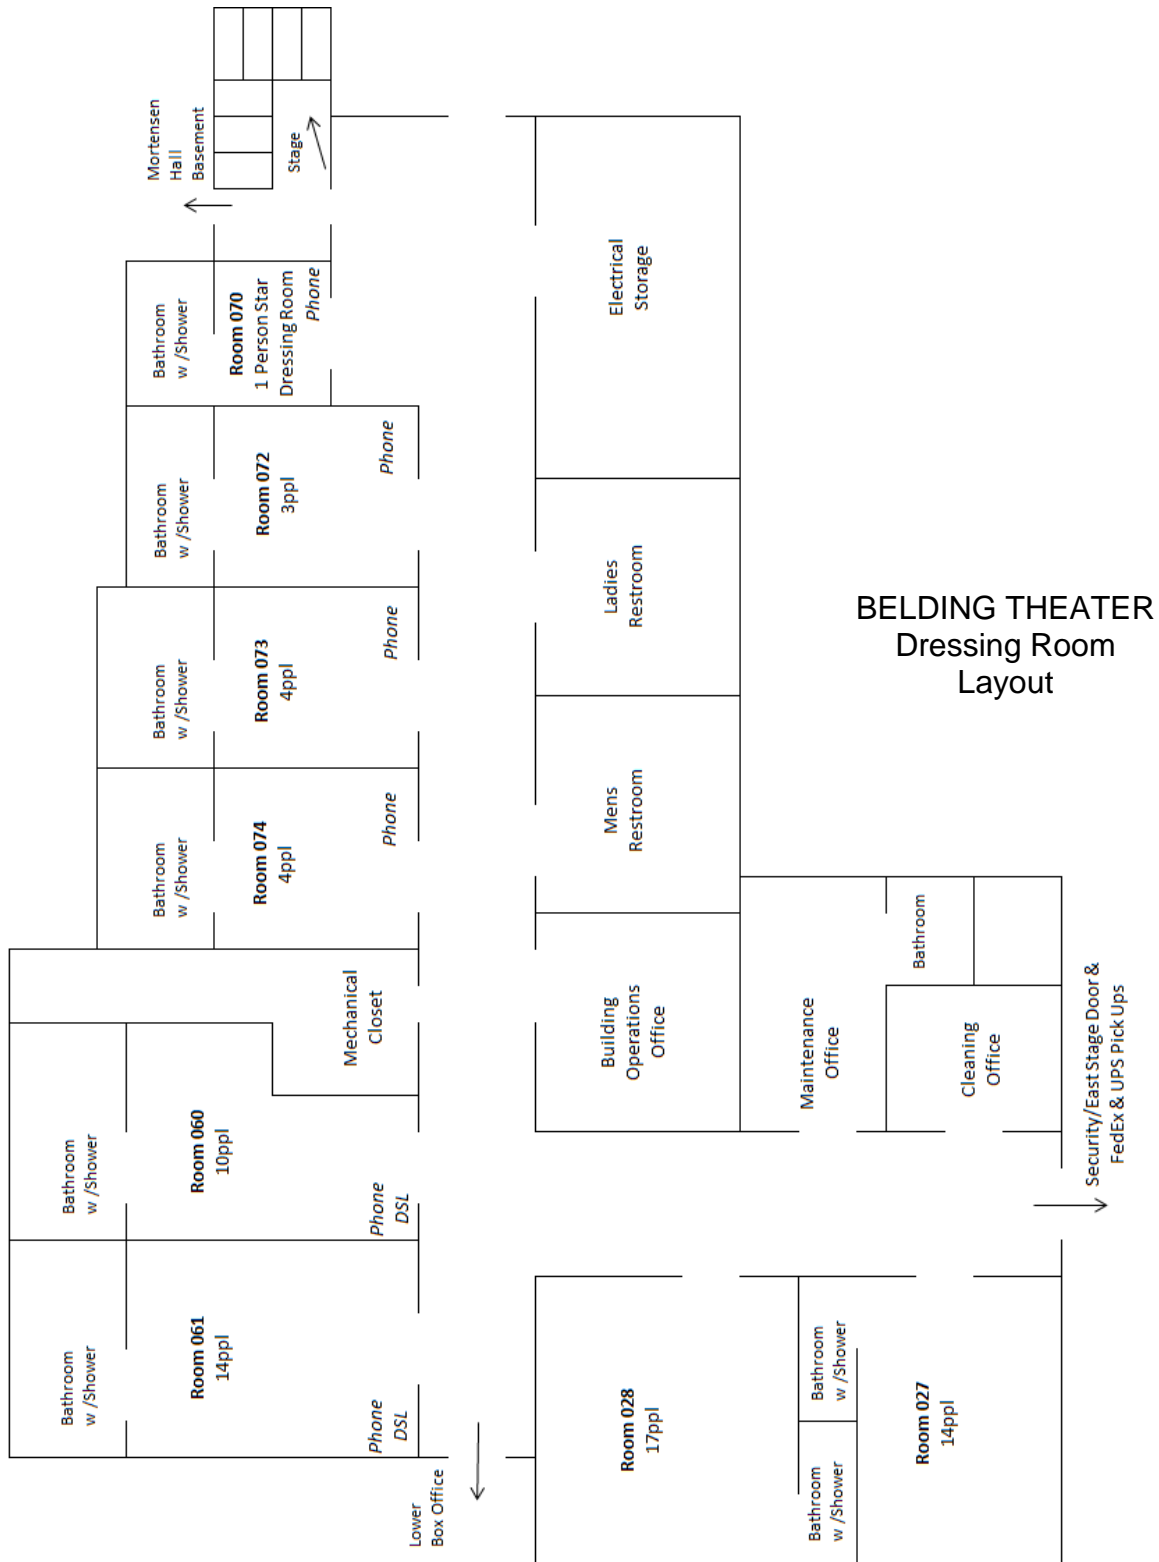 Mortensen
Hall
Basement
Stage
Bathroom
w /Shower
Room 070
1 Person Star
Dressing Room
Phone
Bathroom
w /Shower
Room 072
3ppl
Phone
Bathroom
w /Shower
Room 073
4ppl
Phone
Bathroom
w /Shower
Room 074
4ppl
Phone
Mechanical
Closet
Bathroom
w /Shower
Room 060
10ppl
Phone
DSL
Bathroom
w /Shower
Room 061
14ppl
Phone
DSL
Lower
Box Office
Electrical
Storage
Ladies
Restroom
Mens
Restroom
Building
Operations
Office
Maintenance
Office
Bathroom
Cleaning
Office
Security/East Stage Door &
FedEx & UPS Pick Ups
Room 028
17ppl
Bathroom
w /Shower
Bathroom
w /Shower
Room 027
14ppl
BELDING THEATER
Dressing Room
Layout